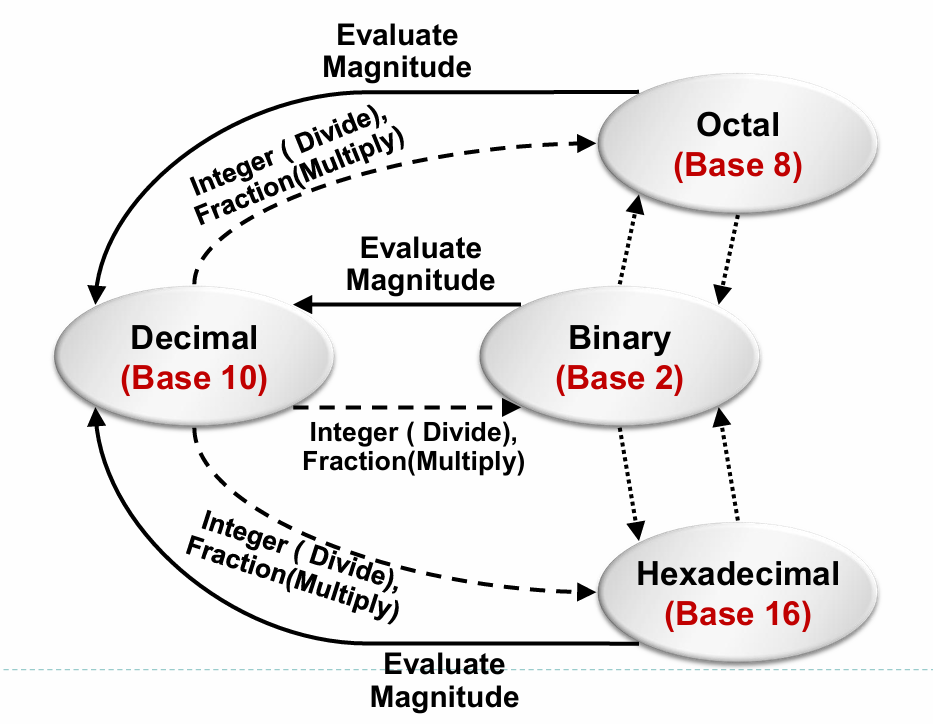 Evaluate
Magnitude
Octal
(Base 8)
Integer ( Divide),
Fraction(Multiply)
Evaluate
Magnitude
Decimal
(Base 10)
Binary
(Base 2)
Integer ( Divide),
Fraction(Multiply)
Integer ( Divide),
Fraction(Multiply)
Hexadecimal
(Base 16)
Evaluate
Magnitude